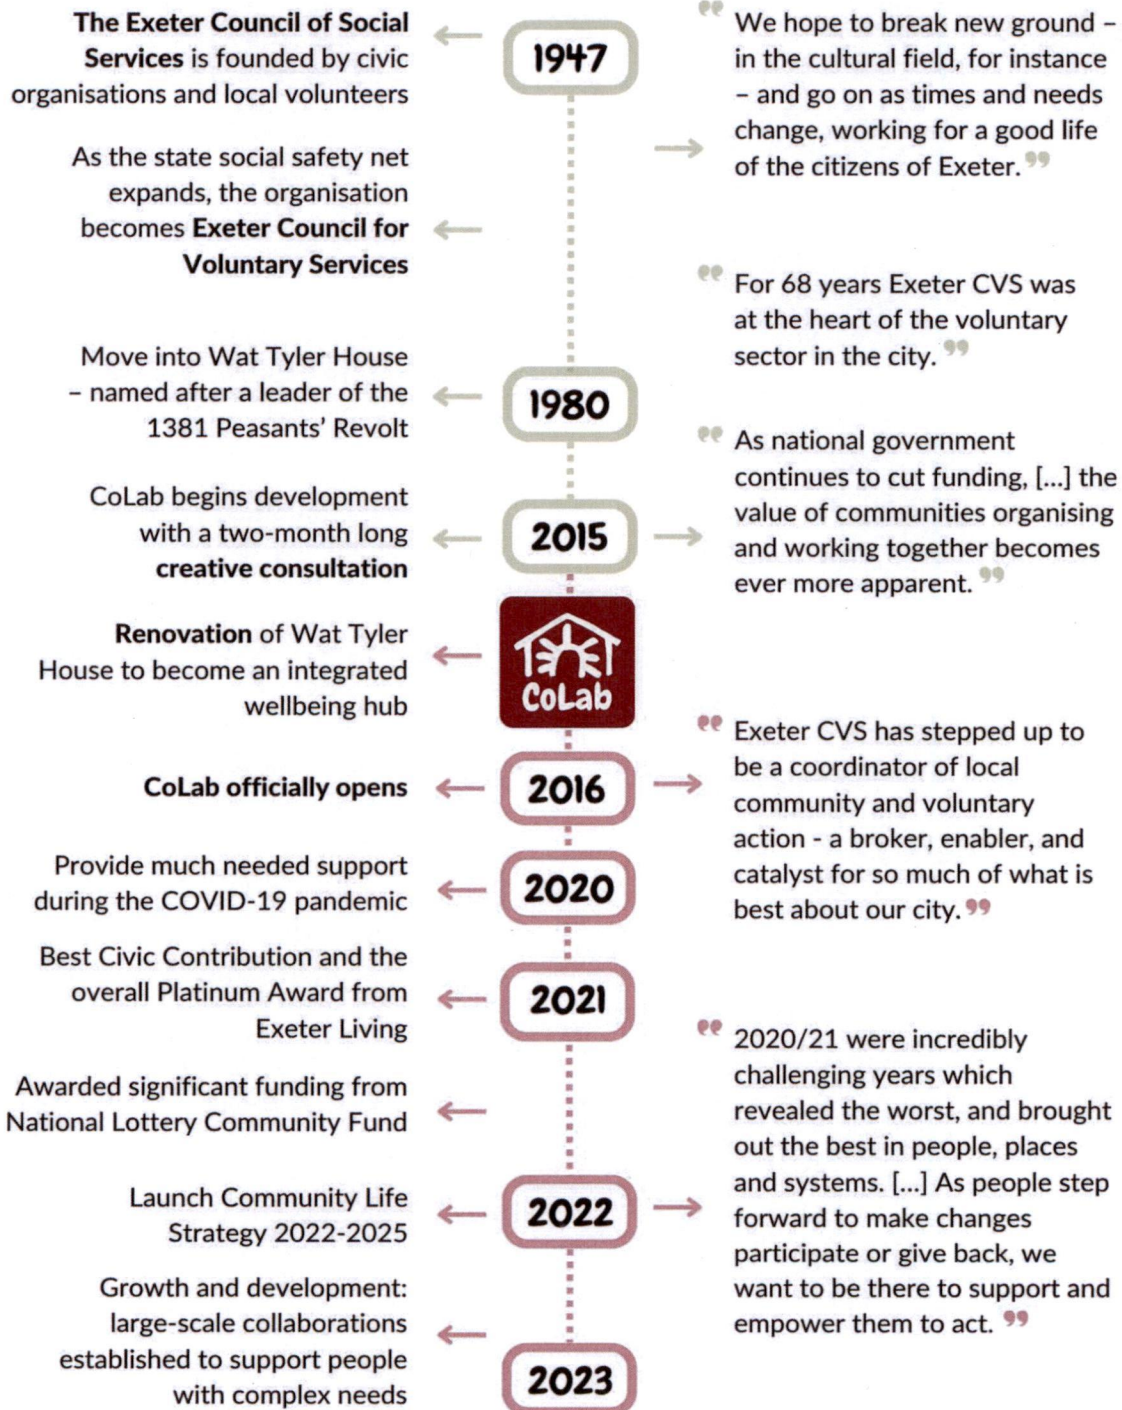 The Exeter Council of Social
Services is founded by civic
organisations and local volunteers
1947
“ We hope to break new ground –
in the cultural field, for instance
– and go on as times and needs
change, working for a good life
of the citizens of Exeter. ”
As the state social safety net
expands, the organisation
becomes Exeter Council for
Voluntary Services
“ For 68 years Exeter CVS was
at the heart of the voluntary
sector in the city. ”
Move into Wat Tyler House
– named after a leader of the
1381 Peasants’ Revolt
1980
CoLab begins development
with a two-month long
creative consultation
2015
“ As national government
continues to cut funding, [...] the
value of communities organising
and working together becomes
ever more apparent. ”
Renovation of Wat Tyler
House to become an integrated
wellbeing hub
CoLab
CoLab officially opens
2016
“ Exeter CVS has stepped up to
be a coordinator of local
community and voluntary
action - a broker, enabler, and
catalyst for so much of what is
best about our city. ”
Provide much needed support
during the COVID-19 pandemic
2020
Best Civic Contribution and the
overall Platinum Award from
Exeter Living
2021
Awarded significant funding from
National Lottery Community Fund
Launch Community Life
Strategy 2022-2025
2022
“ 2020/21 were incredibly
challenging years which
revealed the worst, and brought
out the best in people, places
and systems. [...] As people step
forward to make changes
participate or give back, we
want to be there to support and
empower them to act. ”
Growth and development:
large-scale collaborations
established to support people
with complex needs
2023